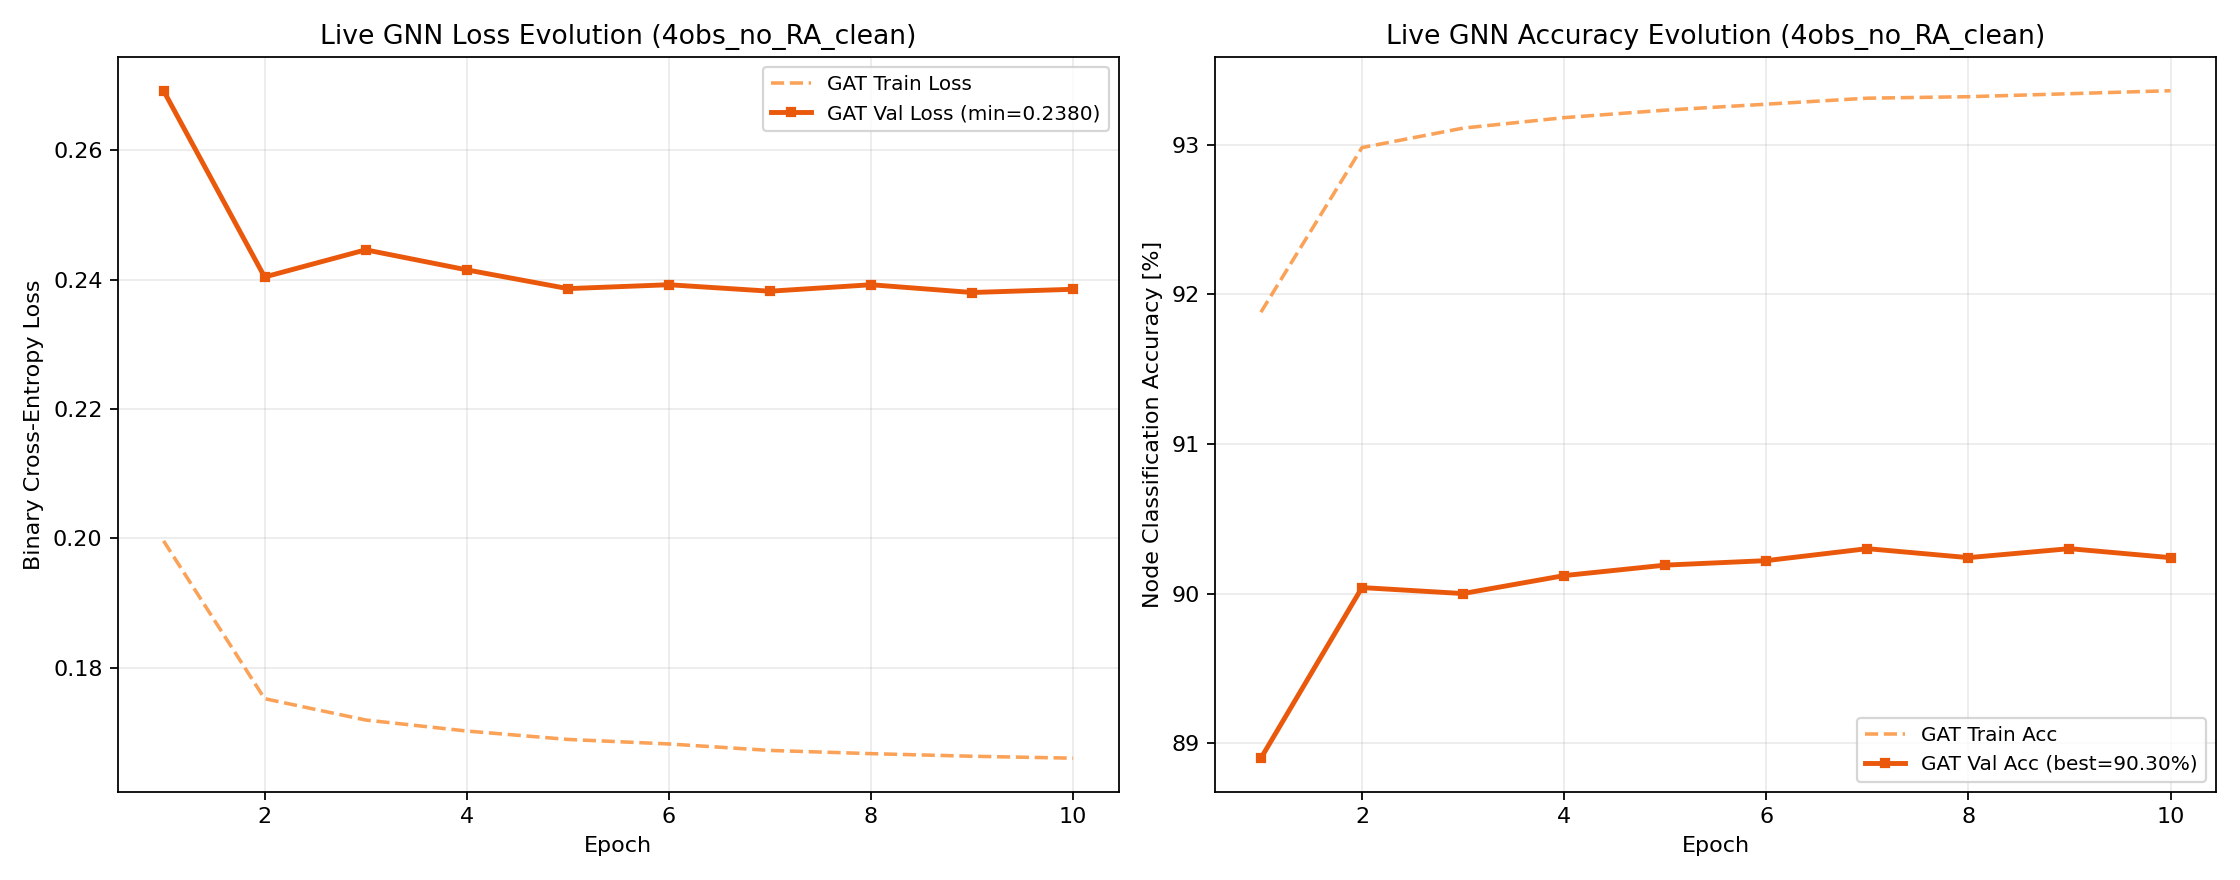 Live GNN Loss Evolution (4obs_no_RA_clean)
GAT Train Loss
GAT Val Loss (min=0.2380)
Binary Cross-Entropy Loss
0.26
0.24
0.22
0.20
0.18
2
4
6
8
10
Epoch
Live GNN Accuracy Evolution (4obs_no_RA_clean)
Node Classification Accuracy [%]
93
92
91
90
89
GAT Train Acc
GAT Val Acc (best=90.30%)
2
4
6
8
10
Epoch